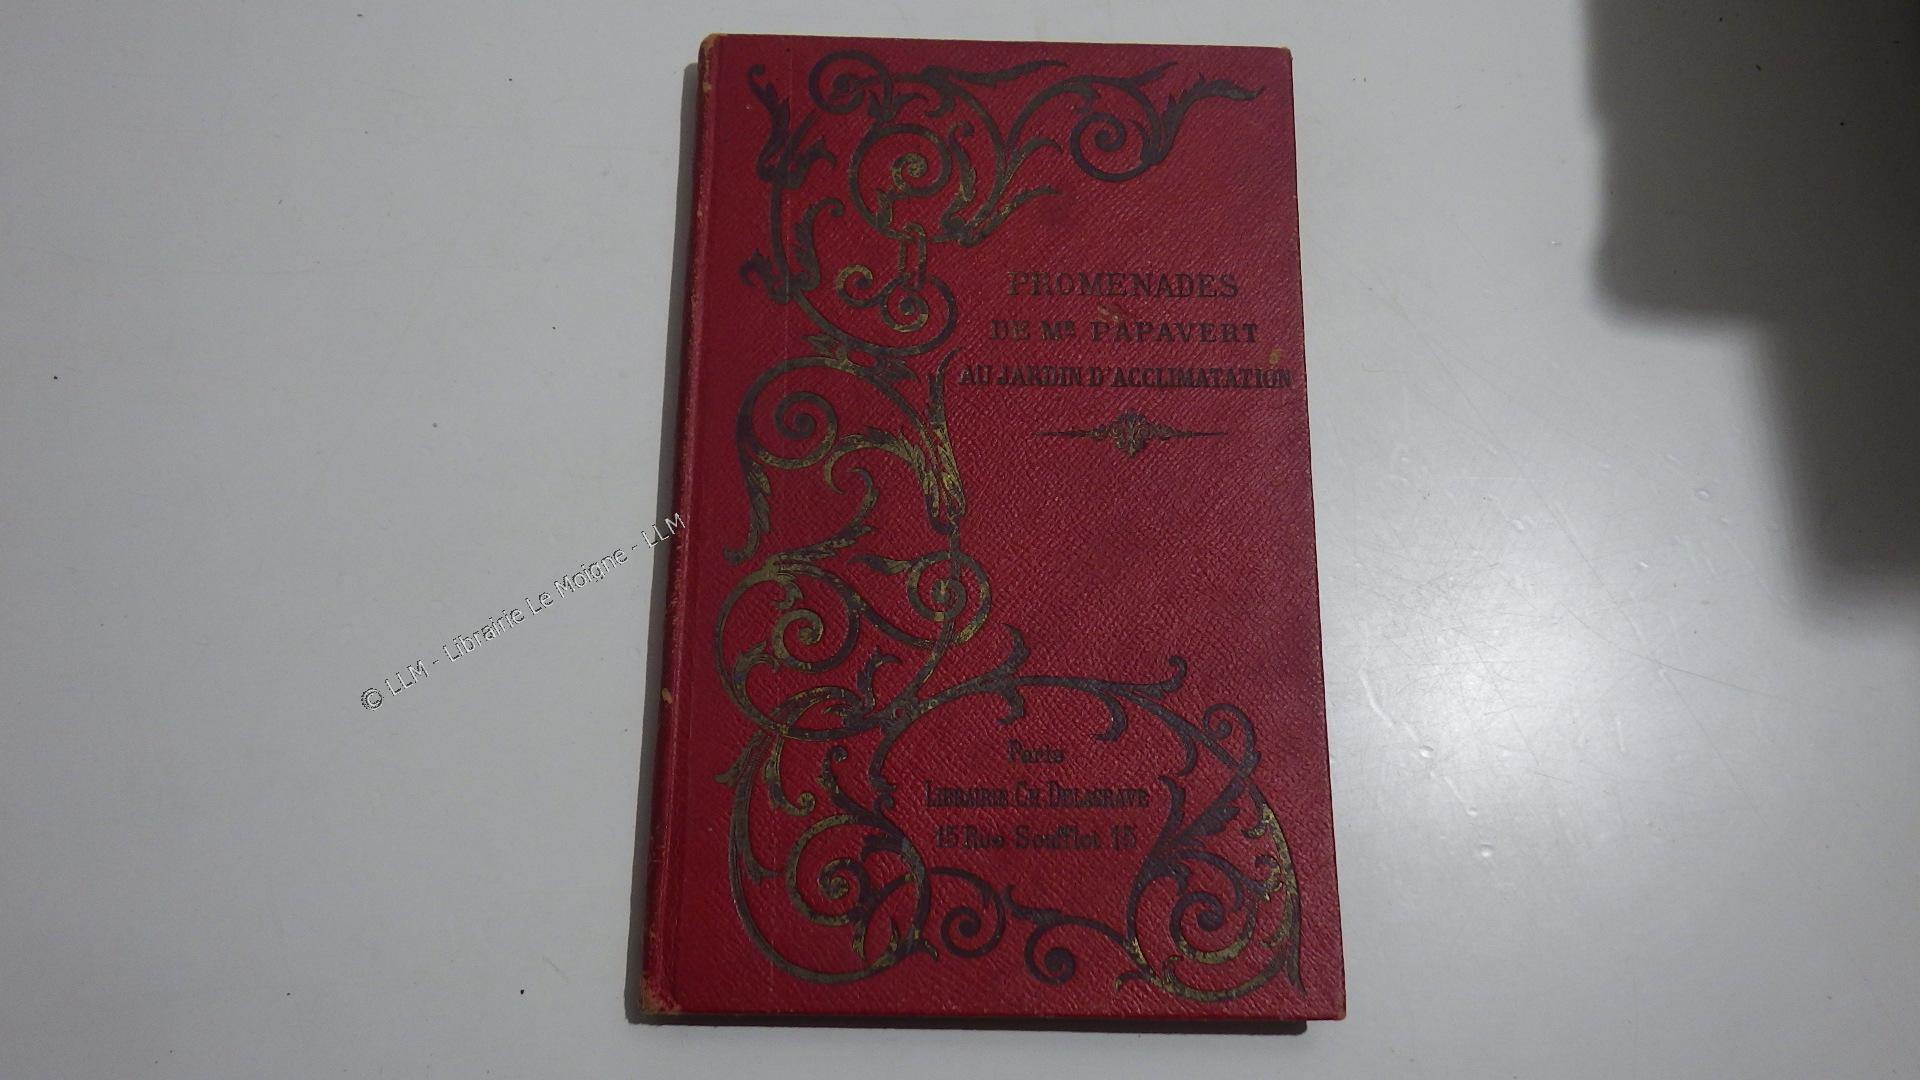 PROMENADES
DE MR PAPAVERT
AU JARDIN D'ACCLIMATATION
Paris
LIBRAIRIE CH. DELAGRAVE
15 Rue Soufflot 15
© LLM - Librairie Le Moigne - LLM